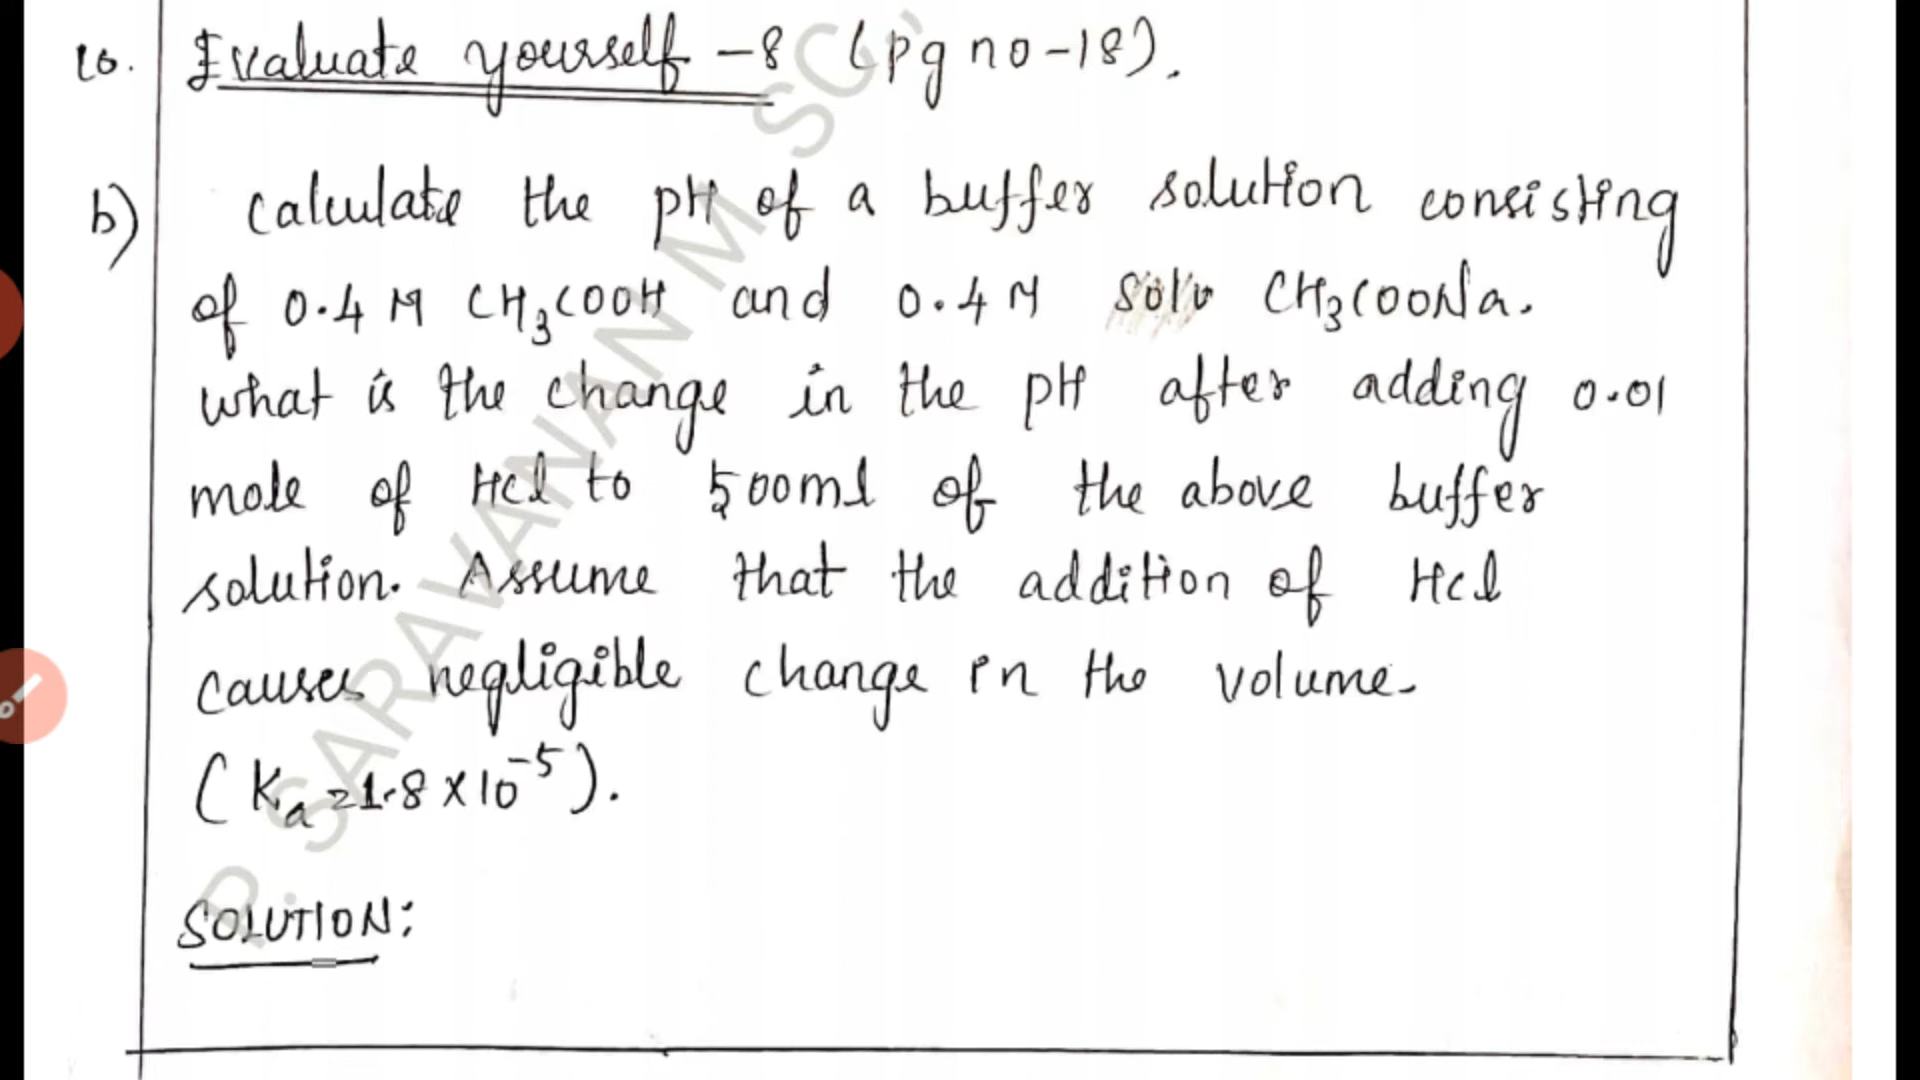 10. Evaluate yourself -8 (Pg no-18).
b) calculate the pH of a buffer solution consisting
of 0.4 M CH₃COOH and 0.4 M soln CH₃COONa.
what is the change in the pH after adding 0.01
mole of Hcl to 500ml of the above buffer
solution. Assume that the addition of Hcl
causes negligible change in the volume.
(Ka = 1.8 x 10⁻⁵).
SOLUTION:
P. SARAVANAN M SC,